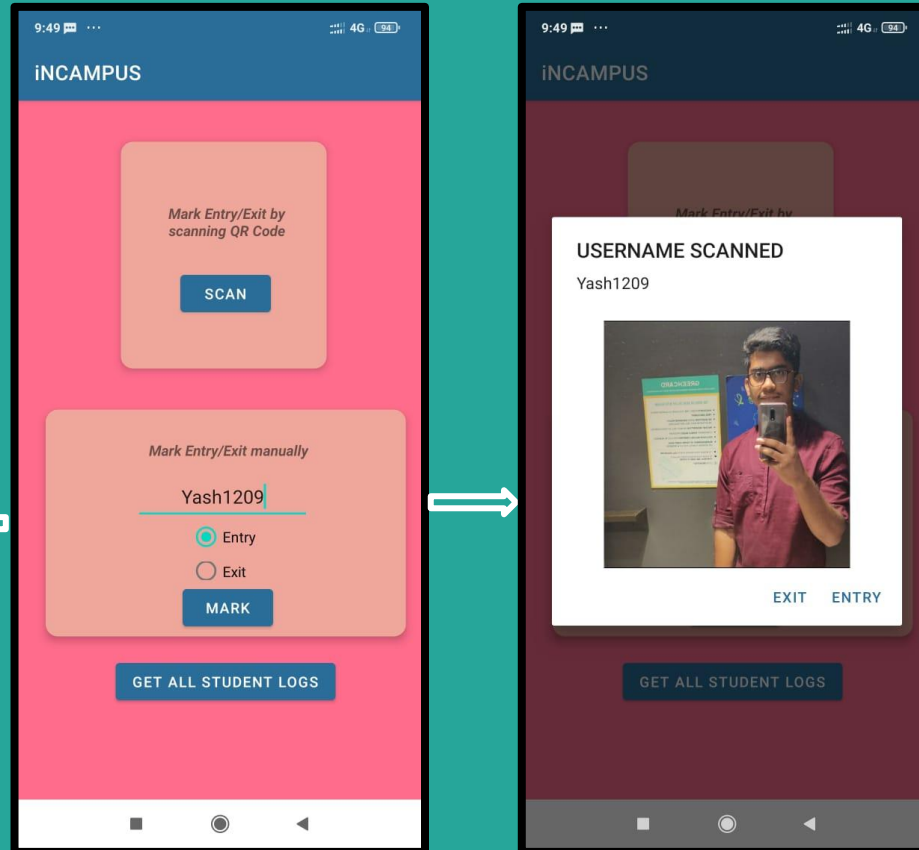 9:49 ...
4G 94
iNCAMPUS
Mark Entry/Exit by
scanning QR Code
SCAN
Mark Entry/Exit manually
Yash1209
Entry
Exit
MARK
GET ALL STUDENT LOGS
9:49 ...
4G 94
iNCAMPUS
Mark Entry/Exit by
USERNAME SCANNED
Yash1209
EXIT ENTRY
GET ALL STUDENT LOGS